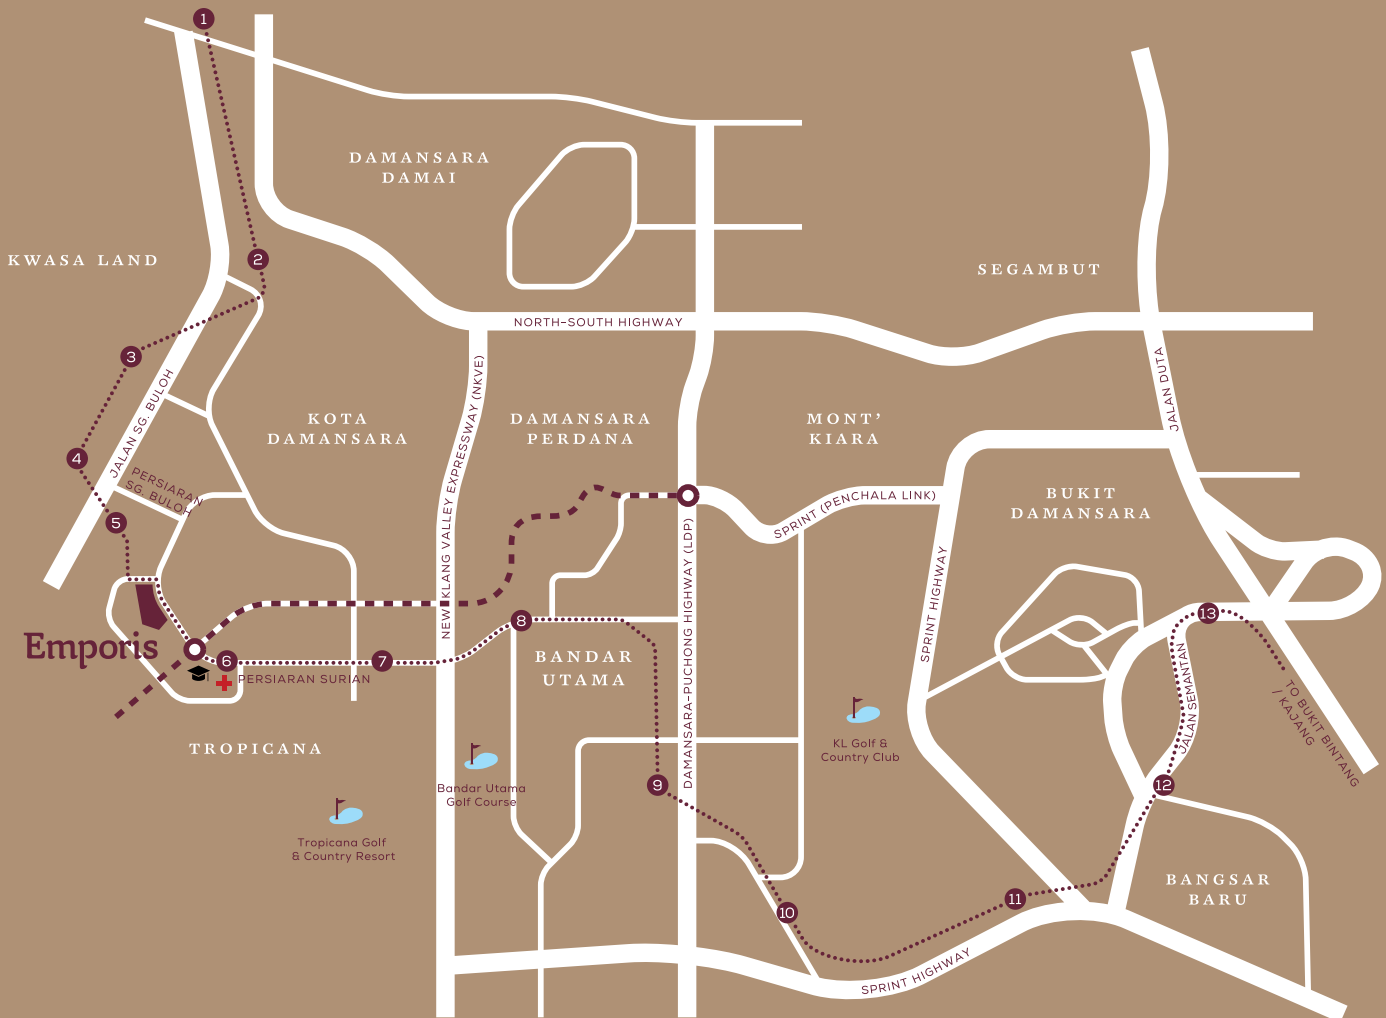 1
DAMANSARA
DAMAI
KWASA LAND
2
SEGAMBUT
NORTH-SOUTH HIGHWAY
3
JALAN SG. BULOH
JALAN DUTA
NEW KLANG VALLEY EXPRESSWAY (NKVE)
KOTA
DAMANSARA
DAMANSARA
PERDANA
MONT'
KIARA
4
PERSIARAN
SG. BULOH
SPRINT (PENCHALA LINK)
BUKIT
DAMANSARA
5
DAMANSARA-PUCHONG HIGHWAY (LDP)
SPRINT HIGHWAY
13
8
Emporis
6
7
PERSIARAN SURIAN
BANDAR
UTAMA
JALAN SEMANTAN
TO BUKIT BINTANG
/ KAJANG
TROPICANA
KL Golf &
Country Club
Bandar Utama
Golf Course
9
12
Tropicana Golf
& Country Resort
BANGSAR
BARU
10
11
SPRINT HIGHWAY